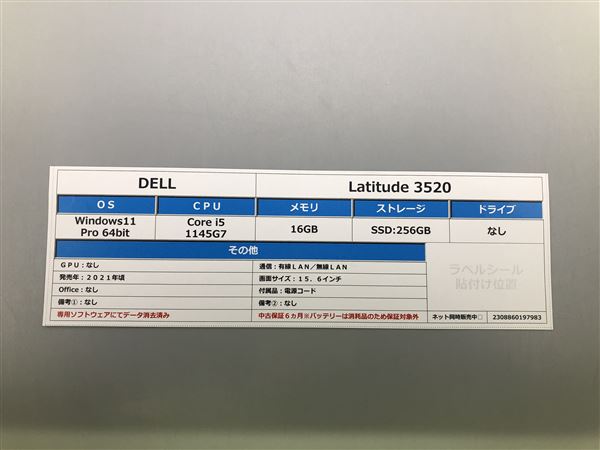 DELL Latitude 3520
ＯＳ ＣＰＵ メモリ ストレージ ドライブ
Windows11 Pro 64bit Core i5 1145G7 16GB SSD:256GB なし
その他
ＧＰＵ：なし 通信：有線ＬＡＮ／無線ＬＡＮ
発売年：２０２１年頃 画面サイズ：１５．６インチ
Office：なし 付属品：電源コード
備考①：なし 備考②：なし
ラベルシール
貼付け位置
専用ソフトウェアにてデータ消去済み 中古保証６ヵ月※バッテリーは消耗品のため保証対象外 ネット同時販売中□ 2308860197983